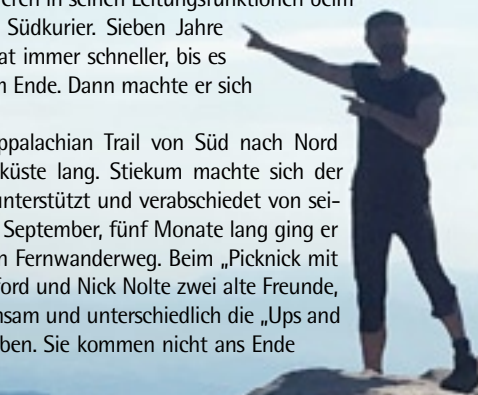 eren in seinen Leitungsfunktionen beim
Südkurier. Sieben Jahre
at immer schneller, bis es
Ende. Dann machte er sich
ppalachian Trail von Süd nach Nord
küste lang. Stiekum machte sich der
unterstützt und verabschiedet von sei-
September, fünf Monate lang ging er
n Fernwanderweg. Beim „Picknick mit
ford und Nick Nolte zwei alte Freunde,
nsam und unterschiedlich die „Ups and
ben. Sie kommen nicht ans Ende